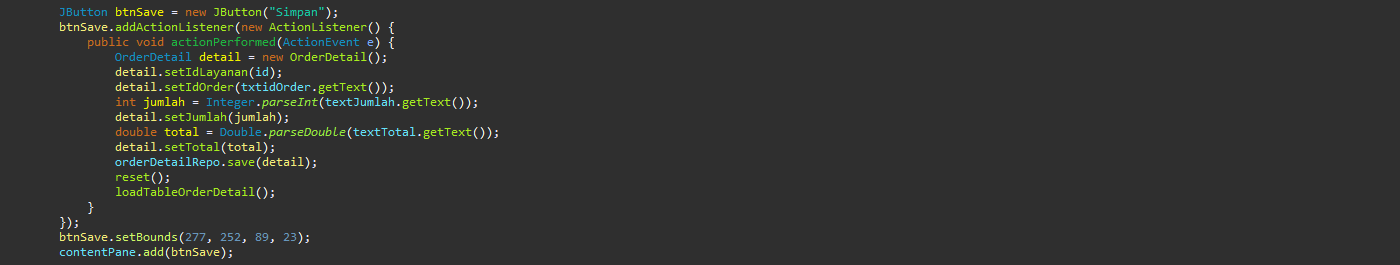 JButton btnSave = new JButton("Simpan");
btnSave.addActionListener(new ActionListener() {
public void actionPerformed(ActionEvent e) {
OrderDetail detail = new OrderDetail();
detail.setIdLayanan(id);
detail.setIdOrder(txtidOrder.getText());
int jumlah = Integer.parseInt(textJumlah.getText());
detail.setJumlah(jumlah);
double total = Double.parseDouble(textTotal.getText());
detail.setTotal(total);
orderDetailRepo.save(detail);
reset();
loadTableOrderDetail();
}
});
btnSave.setBounds(277, 252, 89, 23);
contentPane.add(btnSave);